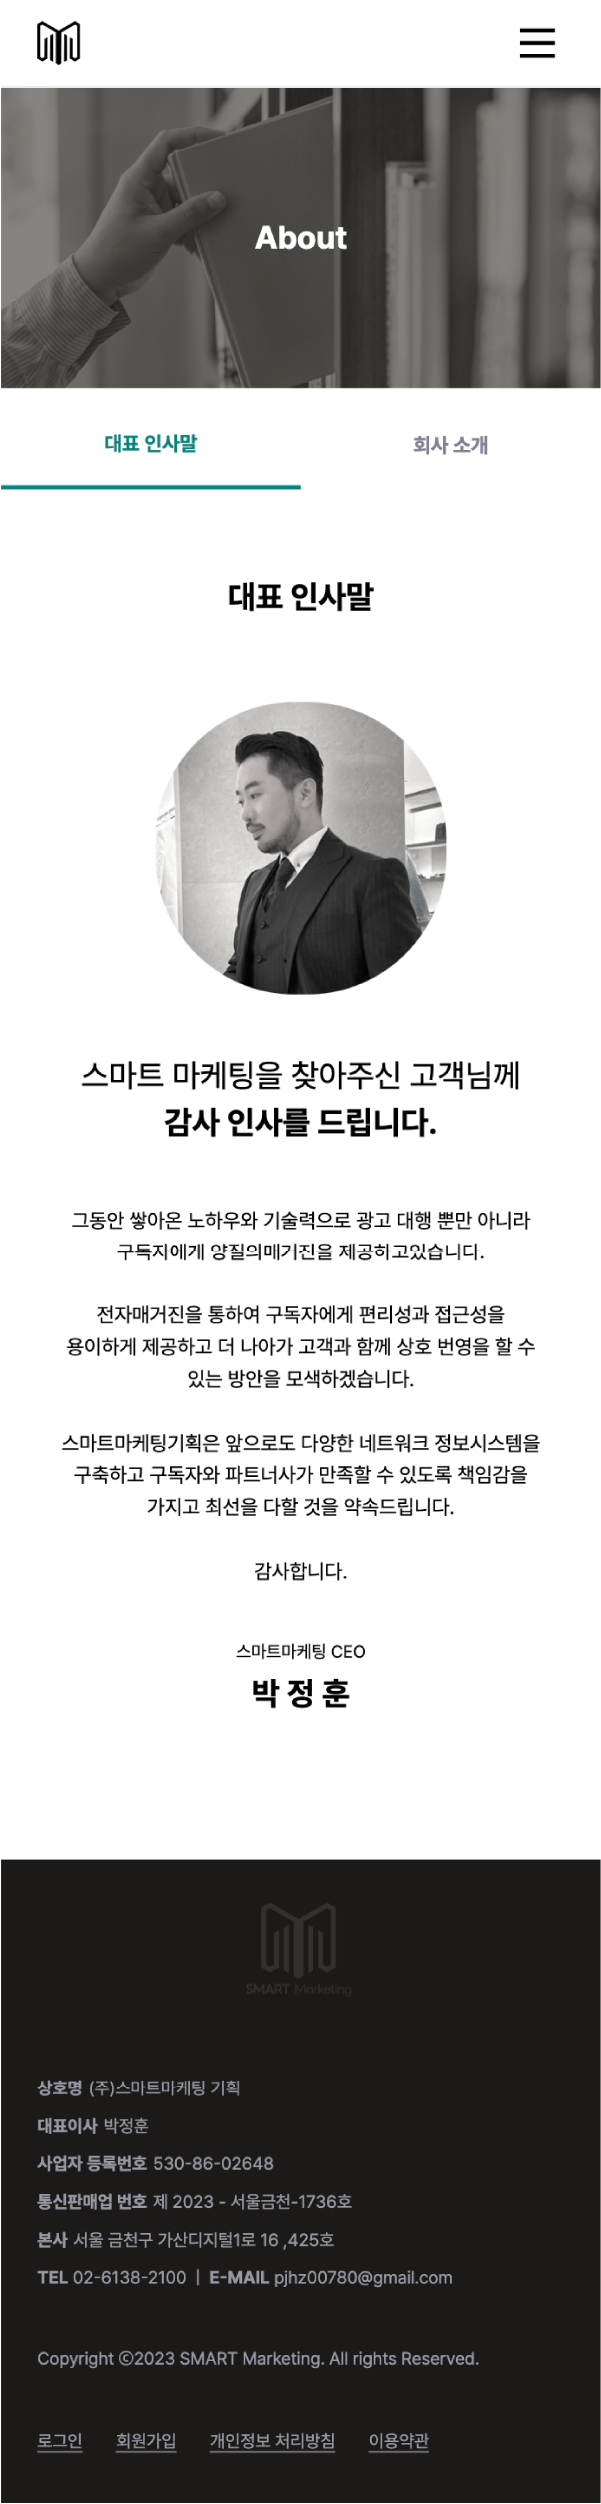 About
대표 인사말
회사 소개
대표 인사말
스마트 마케팅을 찾아주신 고객님께
감사 인사를 드립니다.
그동안 쌓아온 노하우와 기술력으로 광고 대행 뿐만 아니라
구독자에게 양질의매거진을 제공하고있습니다.
전자매거진을 통하여 구독자에게 편리성과 접근성을
용이하게 제공하고 더 나아가 고객과 함께 상호 번영을 할 수
있는 방안을 모색하겠습니다.
스마트마케팅기획은 앞으로도 다양한 네트워크 정보시스템을
구축하고 구독자와 파트너사가 만족할 수 있도록 책임감을
가지고 최선을 다할 것을 약속드립니다.
감사합니다.
스마트마케팅 CEO
박 정 훈
SMART Marketing
상호명 (주)스마트마케팅 기획
대표이사 박정훈
사업자 등록번호 530-86-02648
통신판매업 번호 제 2023 - 서울금천-1736호
본사 서울 금천구 가산디지털1로 16 ,425호
TEL 02-6138-2100 | E-MAIL pjhz00780@gmail.com
Copyright ⓒ2023 SMART Marketing. All rights Reserved.
로그인 회원가입 개인정보 처리방침 이용약관